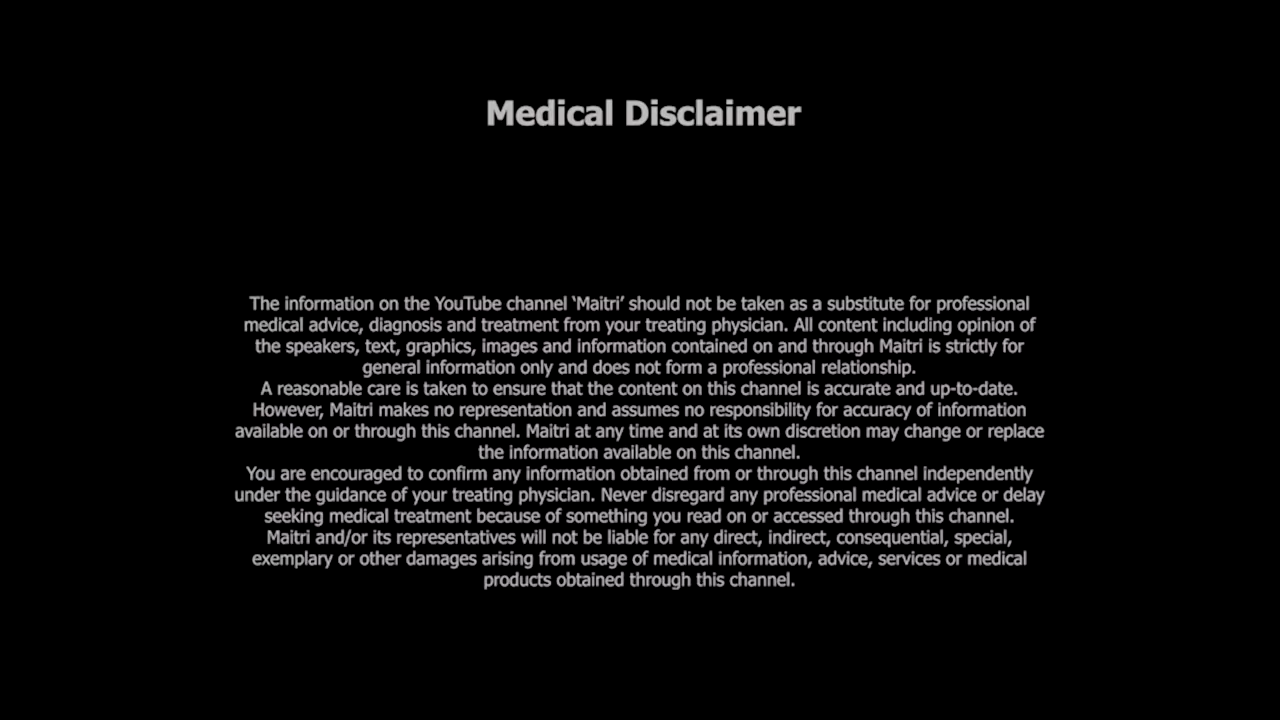 Medical Disclaimer
The information on the YouTube channel ‘Maitri’ should not be taken as a substitute for professional
medical advice, diagnosis and treatment from your treating physician. All content including opinion of
the speakers, text, graphics, images and information contained on and through Maitri is strictly for
general information only and does not form a professional relationship.
A reasonable care is taken to ensure that the content on this channel is accurate and up-to-date.
However, Maitri makes no representation and assumes no responsibility for accuracy of information
available on or through this channel. Maitri at any time and at its own discretion may change or replace
the information available on this channel.
You are encouraged to confirm any information obtained from or through this channel independently
under the guidance of your treating physician. Never disregard any professional medical advice or delay
seeking medical treatment because of something you read on or accessed through this channel.
Maitri and/or its representatives will not be liable for any direct, indirect, consequential, special,
exemplary or other damages arising from usage of medical information, advice, services or medical
products obtained through this channel.